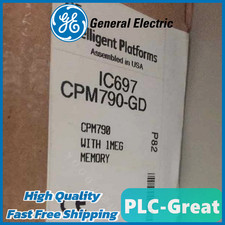 General Electric
elligent Platforms
Assembled in USA
IC697
CPM790-GD
CPM790
WITH 1MEG
MEMORY
P82
High Quality
Fast Free Shipping
PLC-Great